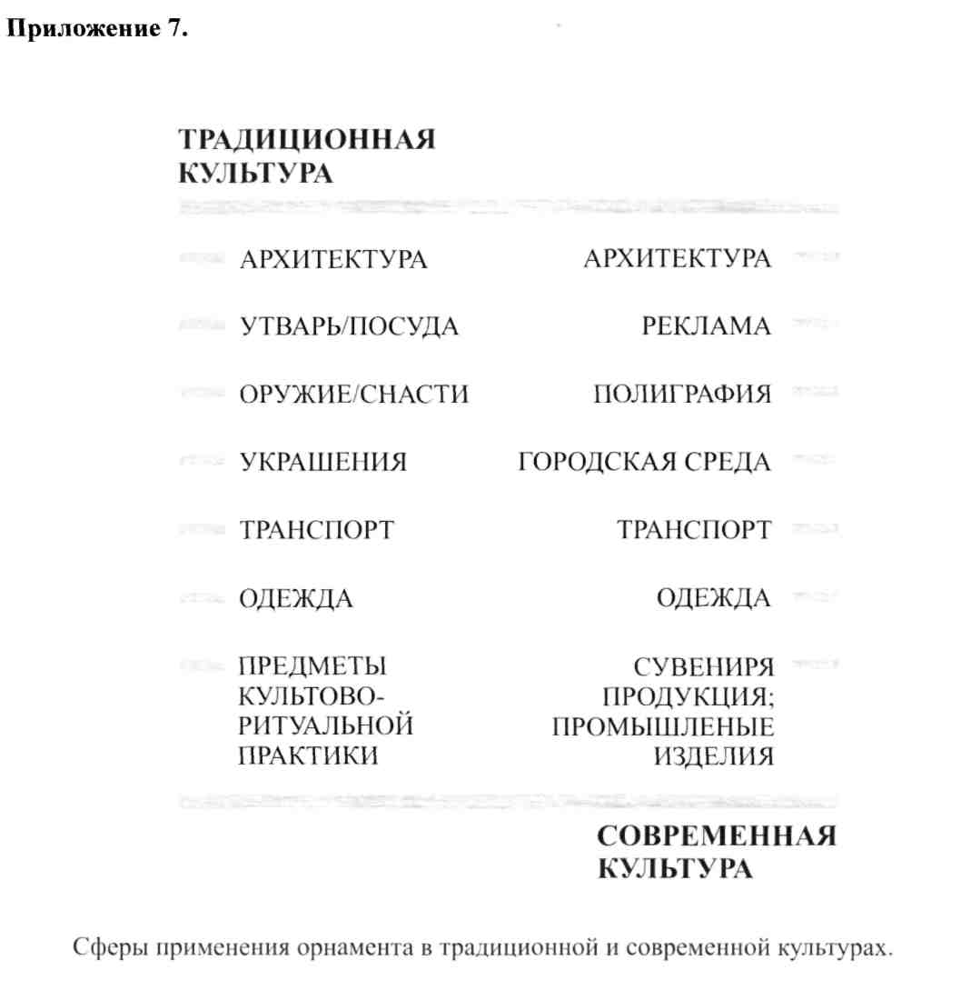 Приложение 7.
ТРАДИЦИОННАЯ
КУЛЬТУРА
АРХИТЕКТУРА АРХИТЕКТУРА
УТВАРЬ/ПОСУДА РЕКЛАМА
ОРУЖИЕ/СНАСТИ ПОЛИГРАФИЯ
УКРАШЕНИЯ ГОРОДСКАЯ СРЕДА
ТРАНСПОРТ ТРАНСПОРТ
ОДЕЖДА ОДЕЖДА
ПРЕДМЕТЫ СУВЕНИРЯ
КУЛЬТОВО- ПРОДУКЦИЯ;
РИТУАЛЬНОЙ ПРОМЫШЛЕНЫЕ
ПРАКТИКИ ИЗДЕЛИЯ
СОВРЕМЕННАЯ
КУЛЬТУРА
Сферы применения орнамента в традиционной и современной культурах.